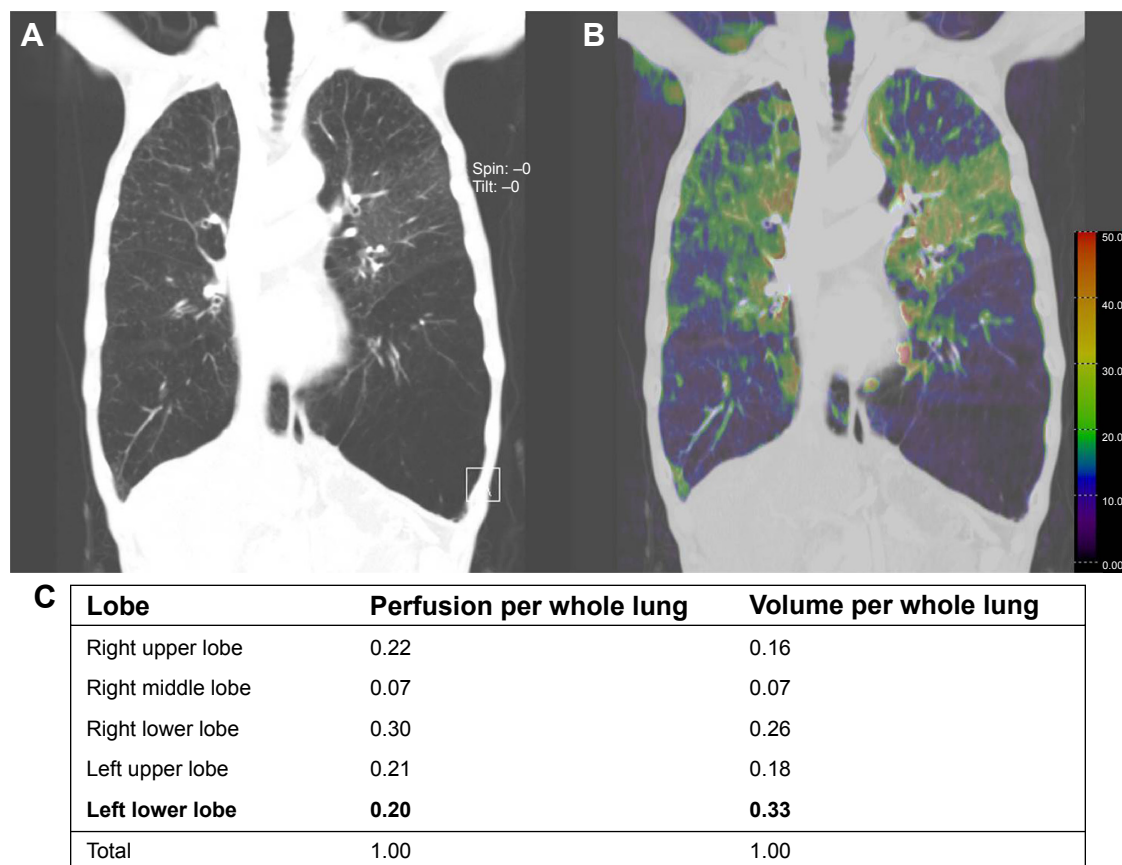 A
B
Spin: –0
Tilt: –0
50.0
40.0
30.0
20.0
10.0
0.00
C
Lobe Perfusion per whole lung Volume per whole lung
Right upper lobe 0.22 0.16
Right middle lobe 0.07 0.07
Right lower lobe 0.30 0.26
Left upper lobe 0.21 0.18
Left lower lobe 0.20 0.33
Total 1.00 1.00